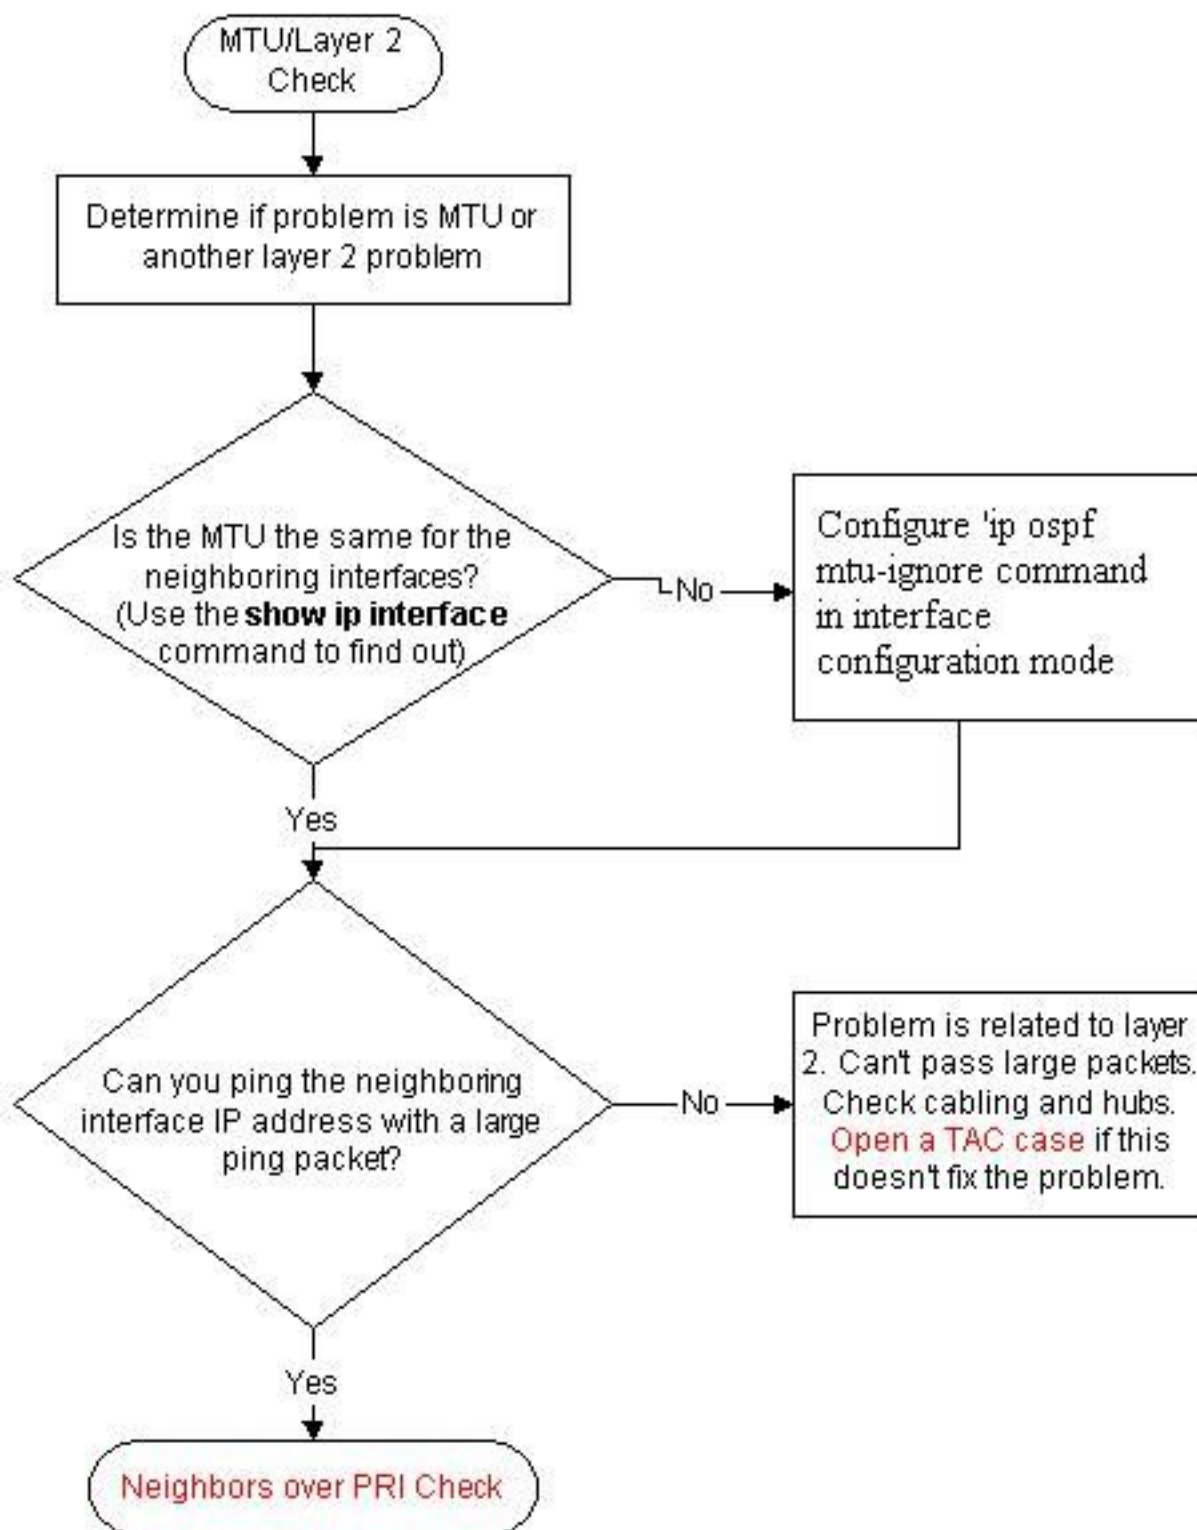 MTU/Layer 2
Check
Determine if problem is MTU or
another layer 2 problem
Is the MTU the same for the
neighboring interfaces?
(Use the show ip interface
command to find out)
No
Configure 'ip ospf
mtu-ignore command
in interface
configuration mode
Yes
Can you ping the neighboring
interface IP address with a large
ping packet?
No
Problem is related to layer
2. Can't pass large packets.
Check cabling and hubs.
Open a TAC case if this
doesn't fix the problem.
Yes
Neighbors over PRI Check